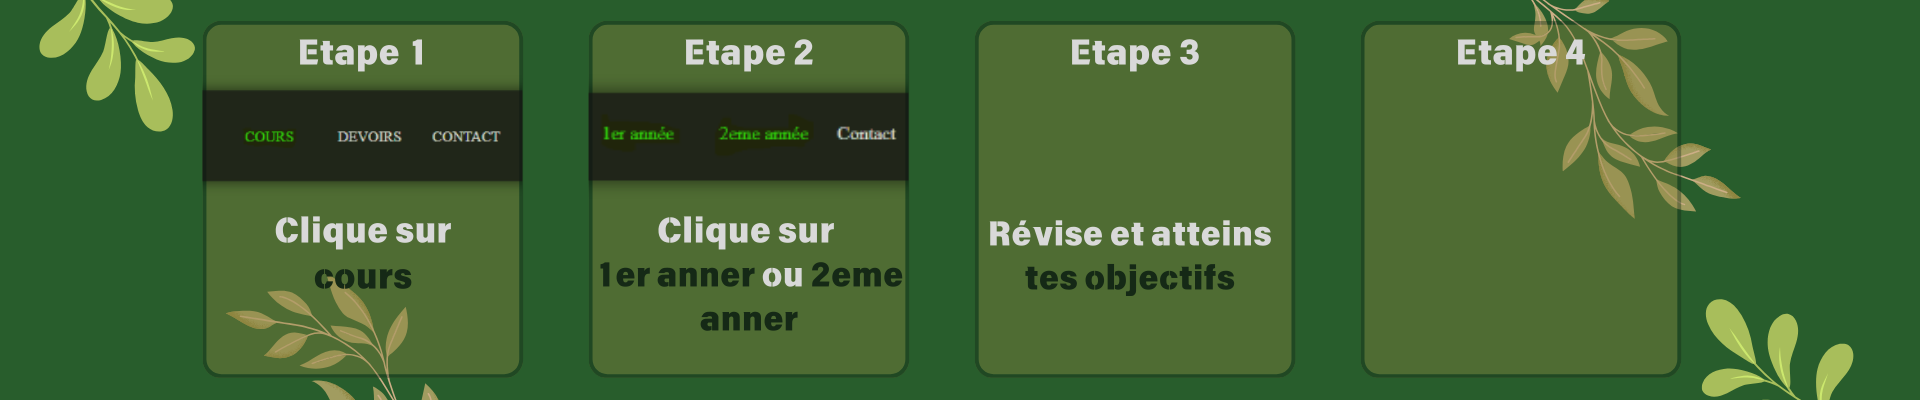 Etape 1
COURS DEVOIRS CONTACT
Clique sur
cours
Etape 2
1er année 2eme année Contact
Clique sur
1er anner ou 2eme
anner
Etape 3
Révise et atteins
tes objectifs
Etape 4